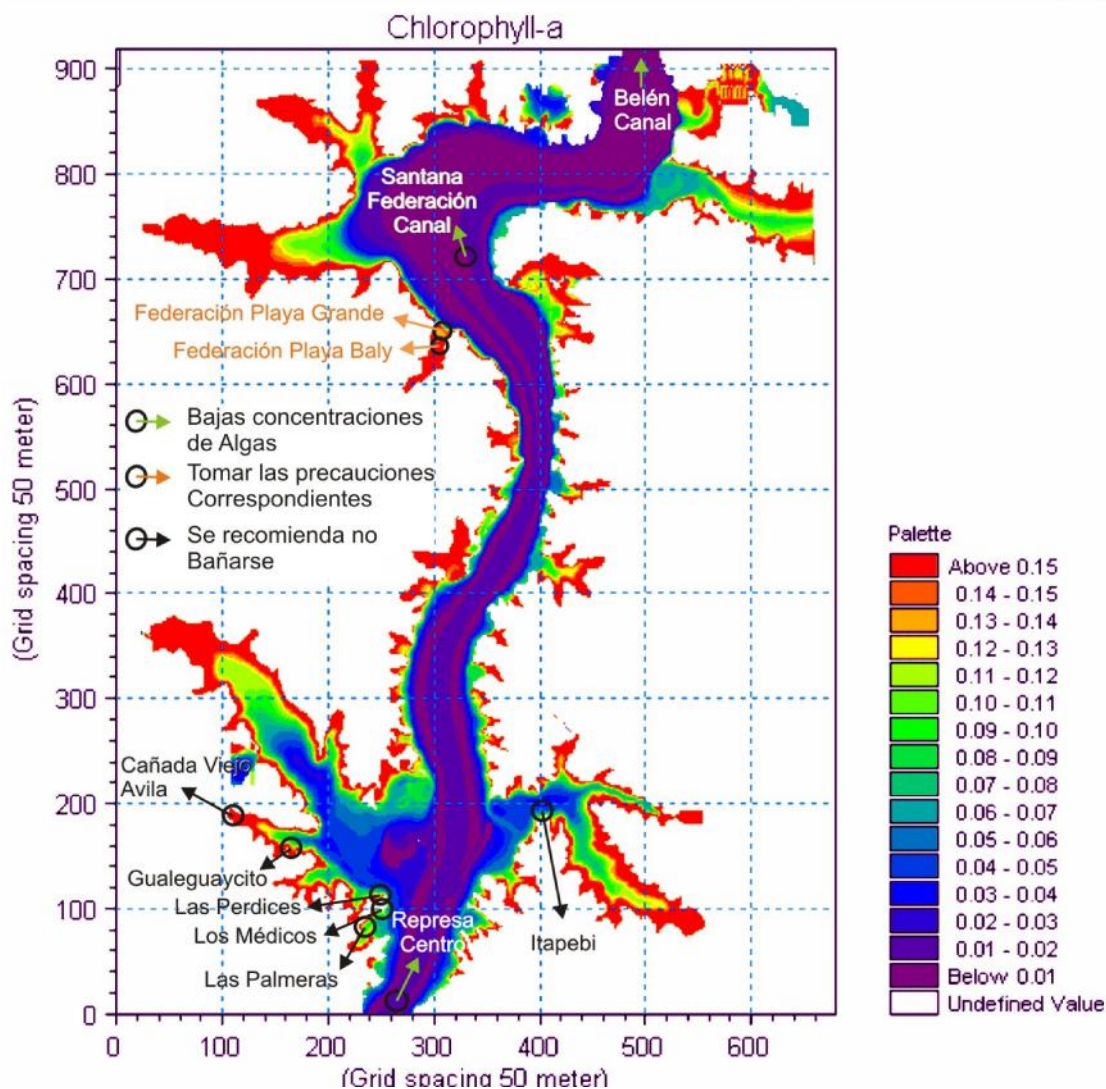 Chlorophyll-a
900
800
700
600
500
400
300
200
100
0
(Grid spacing 50 meter)
Belén
Canal
Santana
Federación
Canal
Federación Playa Grande
Federación Playa Baly
Bajas concentraciones
de Algas
Tomar las precauciones
Correspondientes
Se recomienda no
Bañarse
Cañada Viejo
Avila
Gualeguaycito
Las Perdices
Los Médicos
Las Palmeras
Represa
Centro
Itapebi
0 100 200 300 400 500 600
(Grid spacing 50 meter)
Palette
Above 0.15
0.14 - 0.15
0.13 - 0.14
0.12 - 0.13
0.11 - 0.12
0.10 - 0.11
0.09 - 0.10
0.08 - 0.09
0.07 - 0.08
0.06 - 0.07
0.05 - 0.06
0.04 - 0.05
0.03 - 0.04
0.02 - 0.03
0.01 - 0.02
Below 0.01
Undefined Value